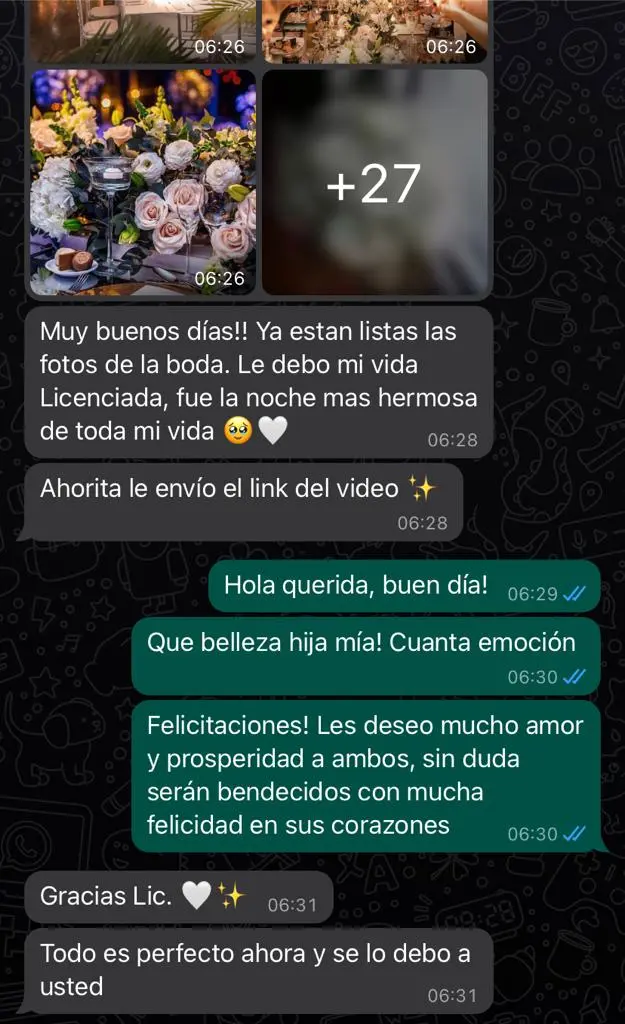 06:26
06:26
06:26
+27
Muy buenos días!! Ya estan listas las
fotos de la boda. Le debo mi vida
Licenciada, fue la noche mas hermosa
de toda mi vida 🥹🤍
06:28
Ahorita le envío el link del video ✨
06:28
Hola querida, buen día!
06:29
Que belleza hija mía! Cuanta emoción
06:30
Felicitaciones! Les deseo mucho amor
y prosperidad a ambos, sin duda
serán bendecidos con mucha
felicidad en sus corazones
06:30
Gracias Lic. 🤍✨
06:31
Todo es perfecto ahora y se lo debo a
usted
06:31